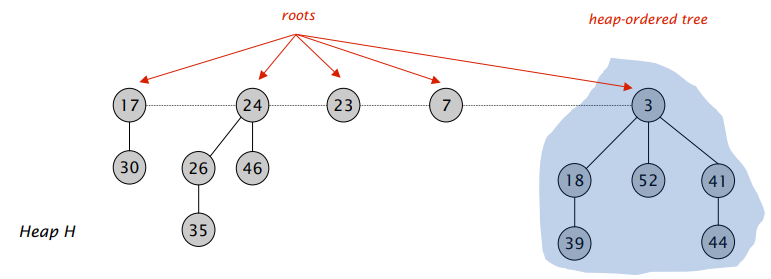 roots
heap-ordered tree
17 24 23 7 3
30 26 46 18 52 41
35 39 44
Heap H